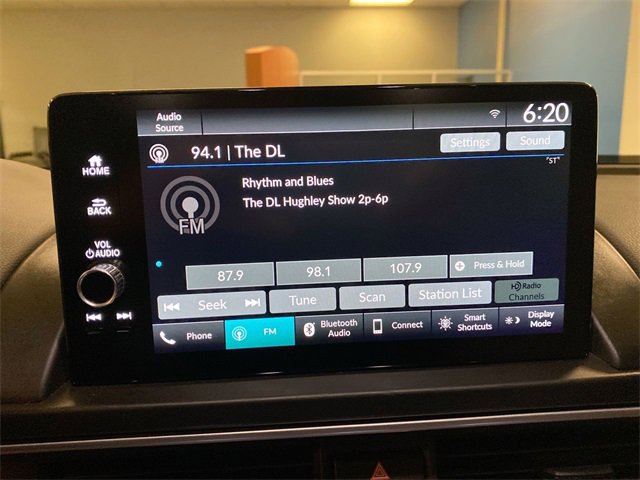 Audio
Source
6:20
94.1 | The DL
Settings
Sound
"ST"
HOME
Rhythm and Blues
The DL Hughley Show 2p-6p
FM
BACK
VOL
AUDIO
87.9
98.1
107.9
Press & Hold
Seek
Tune
Scan
Station List
HD Radio
Channels
Phone
FM
Bluetooth
Audio
Connect
Smart
Shortcuts
Display
Mode